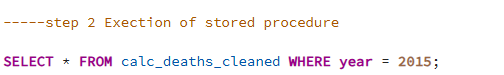 -----step 2 Exection of stored procedure
SELECT * FROM calc_deaths_cleaned WHERE year = 2015;